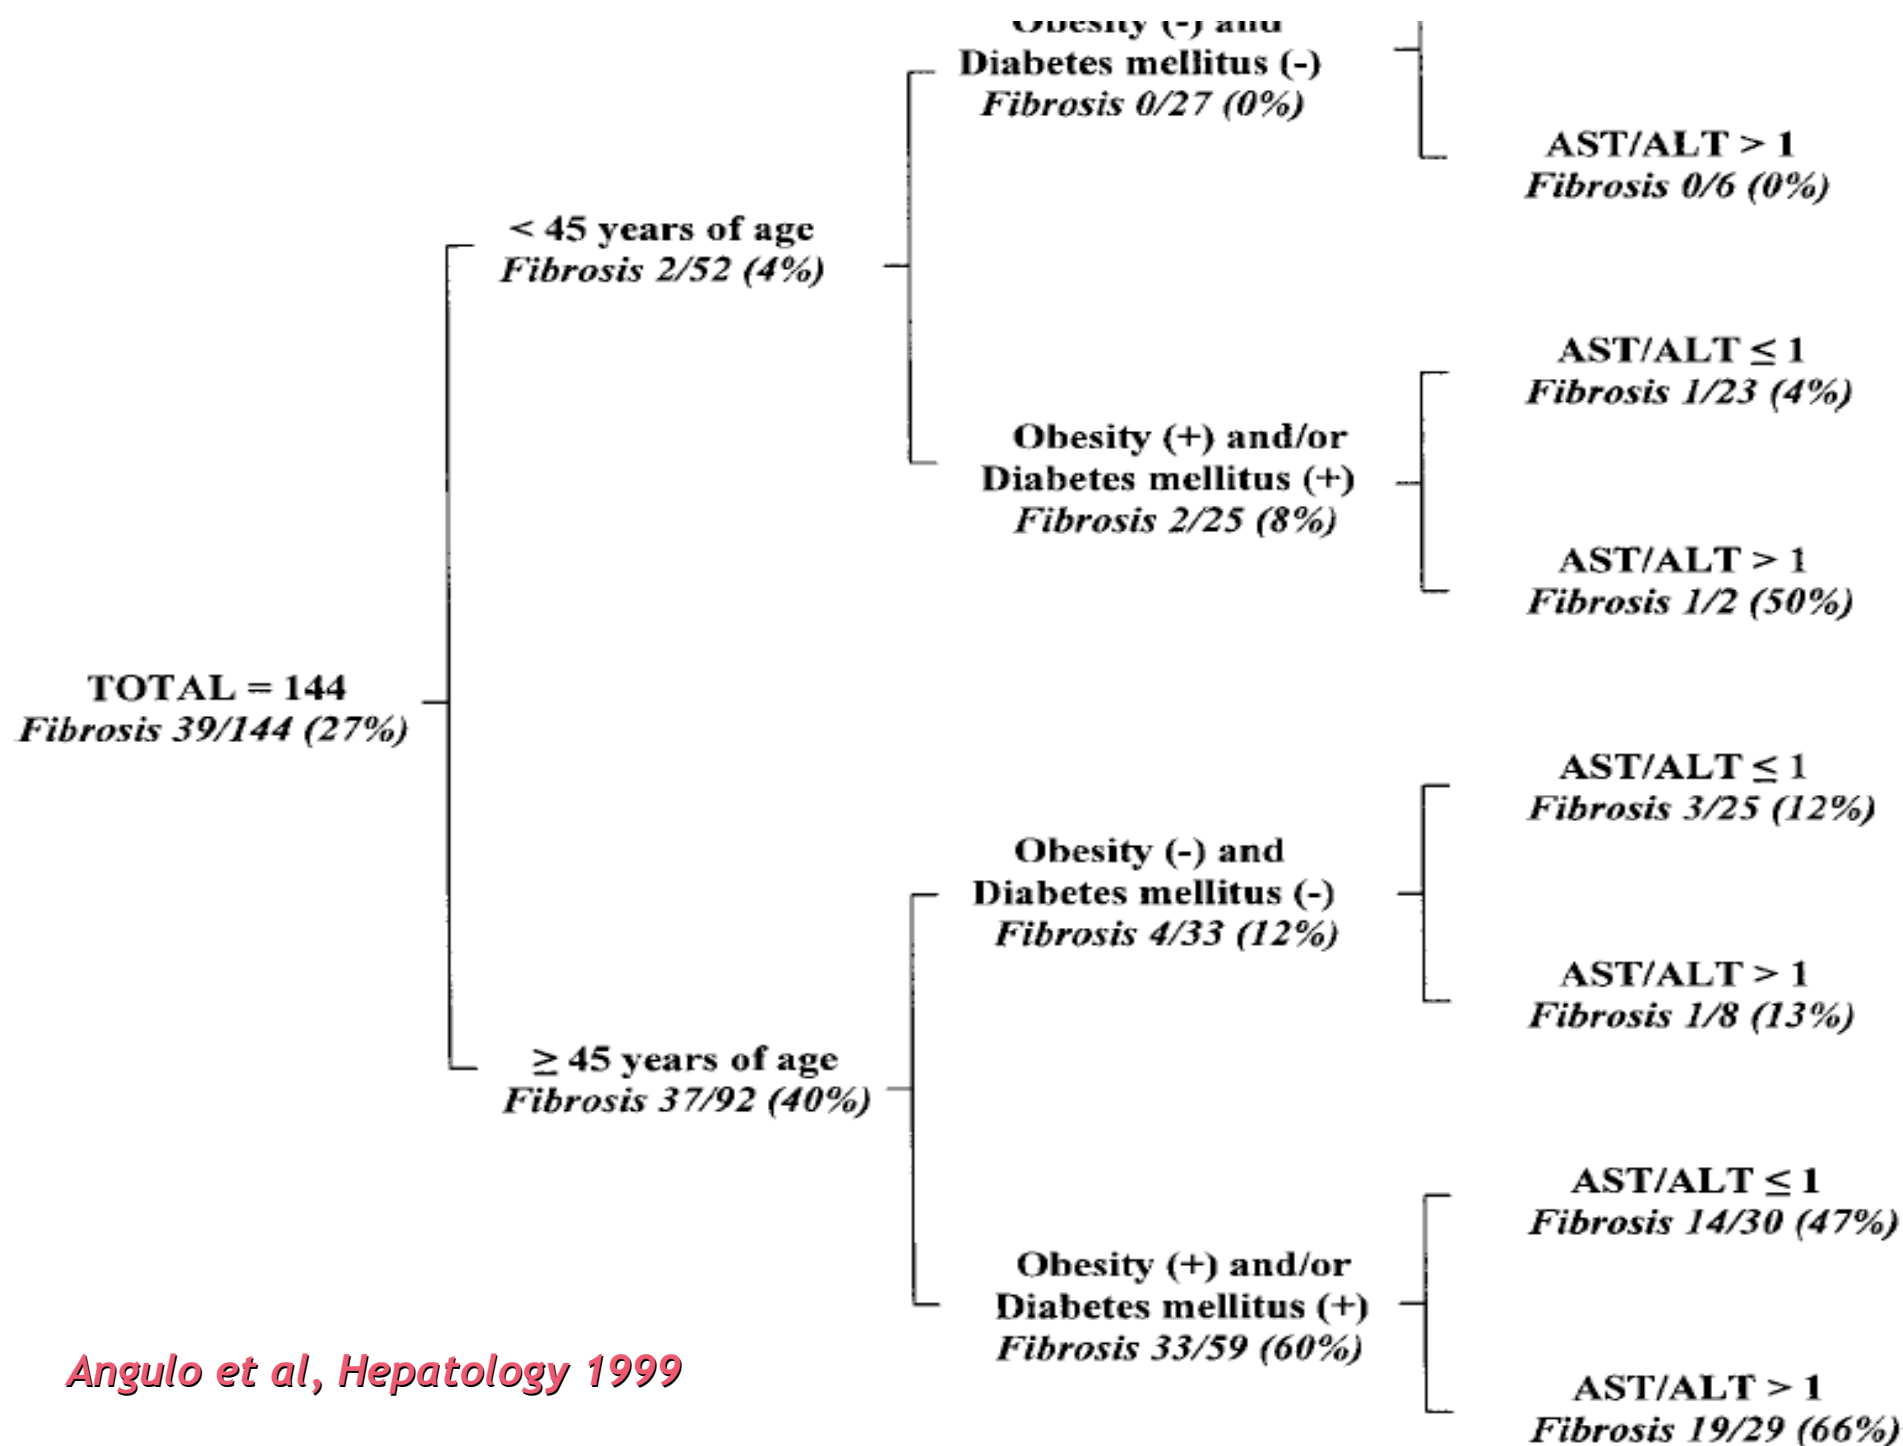 Obesity (-) and
Diabetes mellitus (-)
Fibrosis 0/27 (0%)
AST/ALT > 1
Fibrosis 0/6 (0%)
< 45 years of age
Fibrosis 2/52 (4%)
AST/ALT ≤ 1
Fibrosis 1/23 (4%)
Obesity (+) and/or
Diabetes mellitus (+)
Fibrosis 2/25 (8%)
AST/ALT > 1
Fibrosis 1/2 (50%)
TOTAL = 144
Fibrosis 39/144 (27%)
AST/ALT ≤ 1
Fibrosis 3/25 (12%)
Obesity (-) and
Diabetes mellitus (-)
Fibrosis 4/33 (12%)
AST/ALT > 1
Fibrosis 1/8 (13%)
≥ 45 years of age
Fibrosis 37/92 (40%)
AST/ALT ≤ 1
Fibrosis 14/30 (47%)
Obesity (+) and/or
Diabetes mellitus (+)
Fibrosis 33/59 (60%)
AST/ALT > 1
Fibrosis 19/29 (66%)
Angulo et al, Hepatology 1999